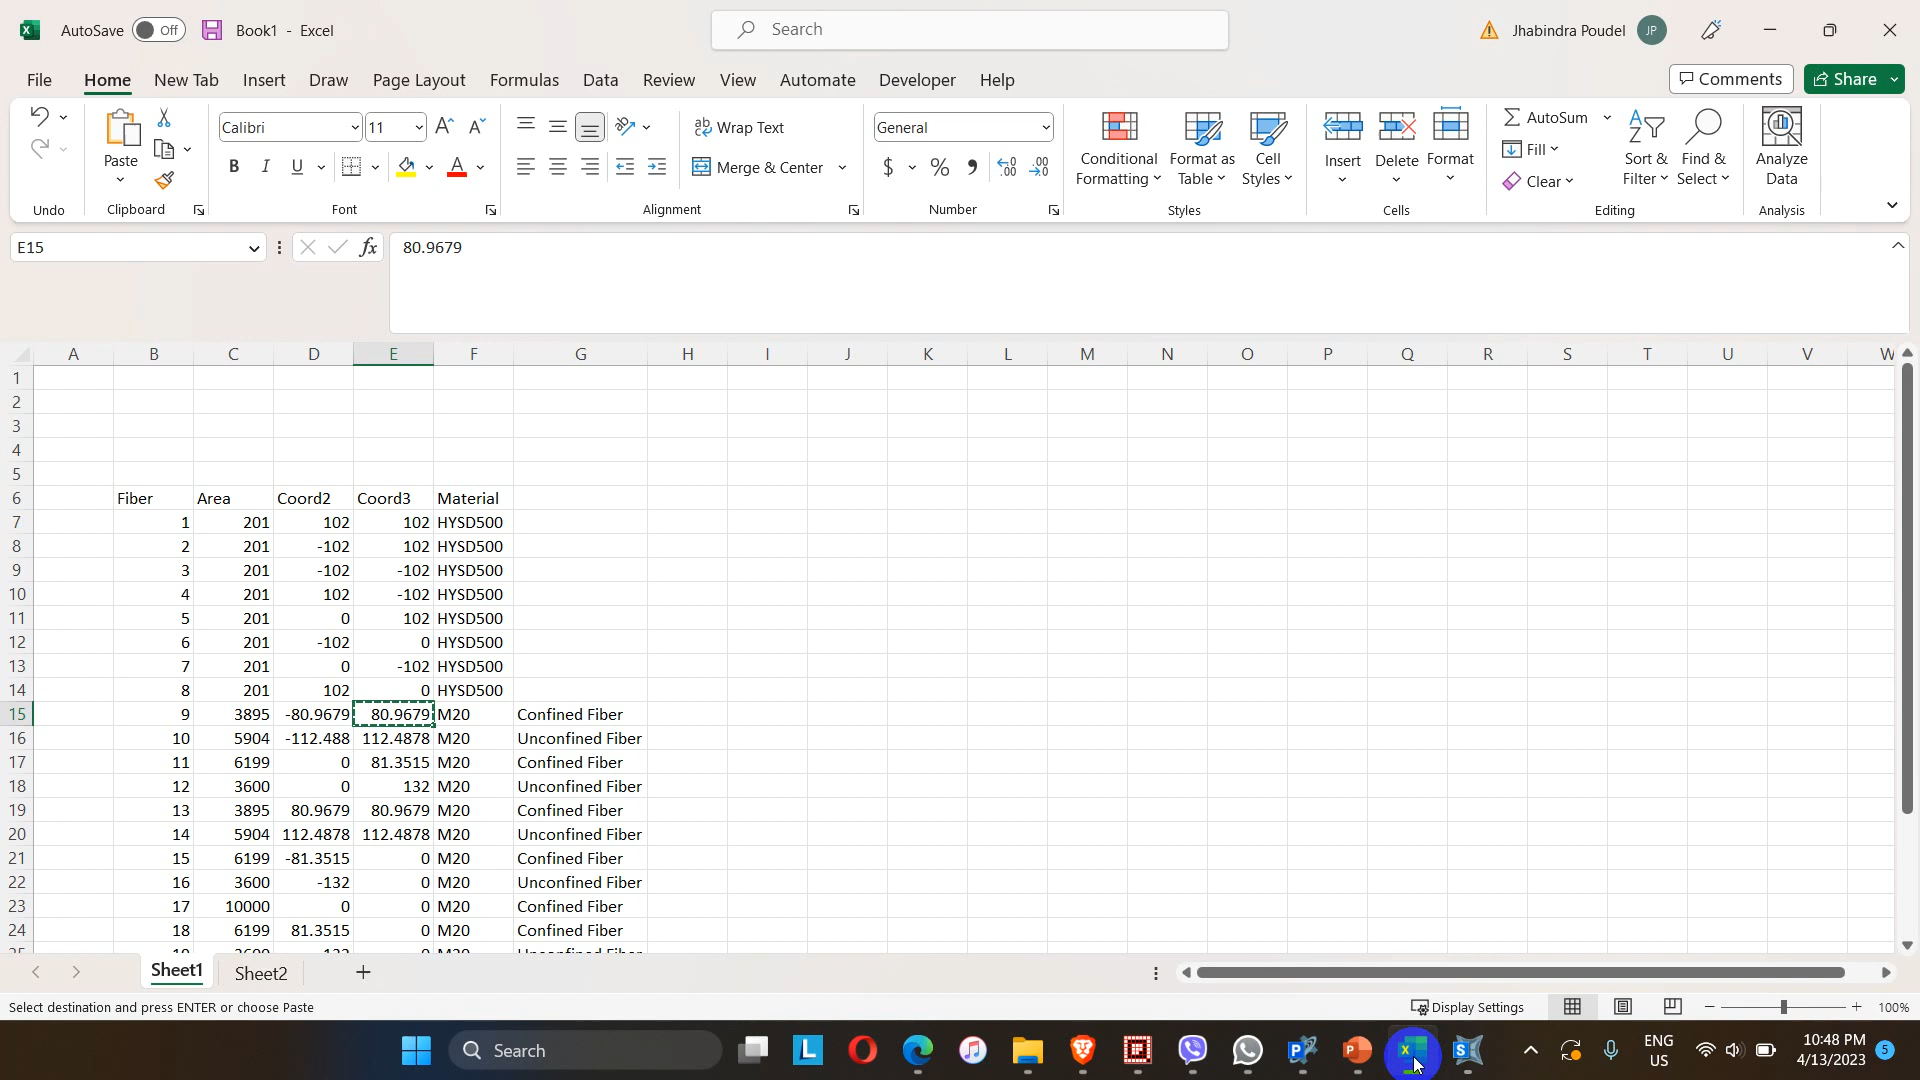 AutoSave Off Book1 - Excel Search Jhabindra Poudel JP
File Home New Tab Insert Draw Page Layout Formulas Data Review View Automate Developer Help Comments Share
Paste
Undo Clipboard
Calibri 11
B I U A
Font
Wrap Text
Merge & Center
Alignment
General
$ %
Number
Conditional Formatting Format as Table Cell Styles
Styles
Insert Delete Format
Cells
AutoSum
Fill
Clear
Sort & Filter Find & Select
Editing
Analyze Data
Analysis
E15 fx 80.9679
A B C D E F G H I J K L M N O P Q R S T U V W
1
2
3
4
5
6 Fiber Area Coord2 Coord3 Material
7 1 201 102 102 HYSD500
8 2 201 -102 102 HYSD500
9 3 201 -102 -102 HYSD500
10 4 201 102 -102 HYSD500
11 5 201 0 102 HYSD500
12 6 201 -102 0 HYSD500
13 7 201 0 -102 HYSD500
14 8 201 102 0 HYSD500
15 9 3895 -80.9679 80.9679 M20 Confined Fiber
16 10 5904 -112.488 112.4878 M20 Unconfined Fiber
17 11 6199 0 81.3515 M20 Confined Fiber
18 12 3600 0 132 M20 Unconfined Fiber
19 13 3895 80.9679 80.9679 M20 Confined Fiber
20 14 5904 112.4878 112.4878 M20 Unconfined Fiber
21 15 6199 -81.3515 0 M20 Confined Fiber
22 16 3600 -132 0 M20 Unconfined Fiber
23 17 10000 0 0 M20 Confined Fiber
24 18 6199 81.3515 0 M20 Confined Fiber
Sheet1 Sheet2
Select destination and press ENTER or choose Paste Display Settings 100%
Search ENG US 10:48 PM 4/13/2023 5